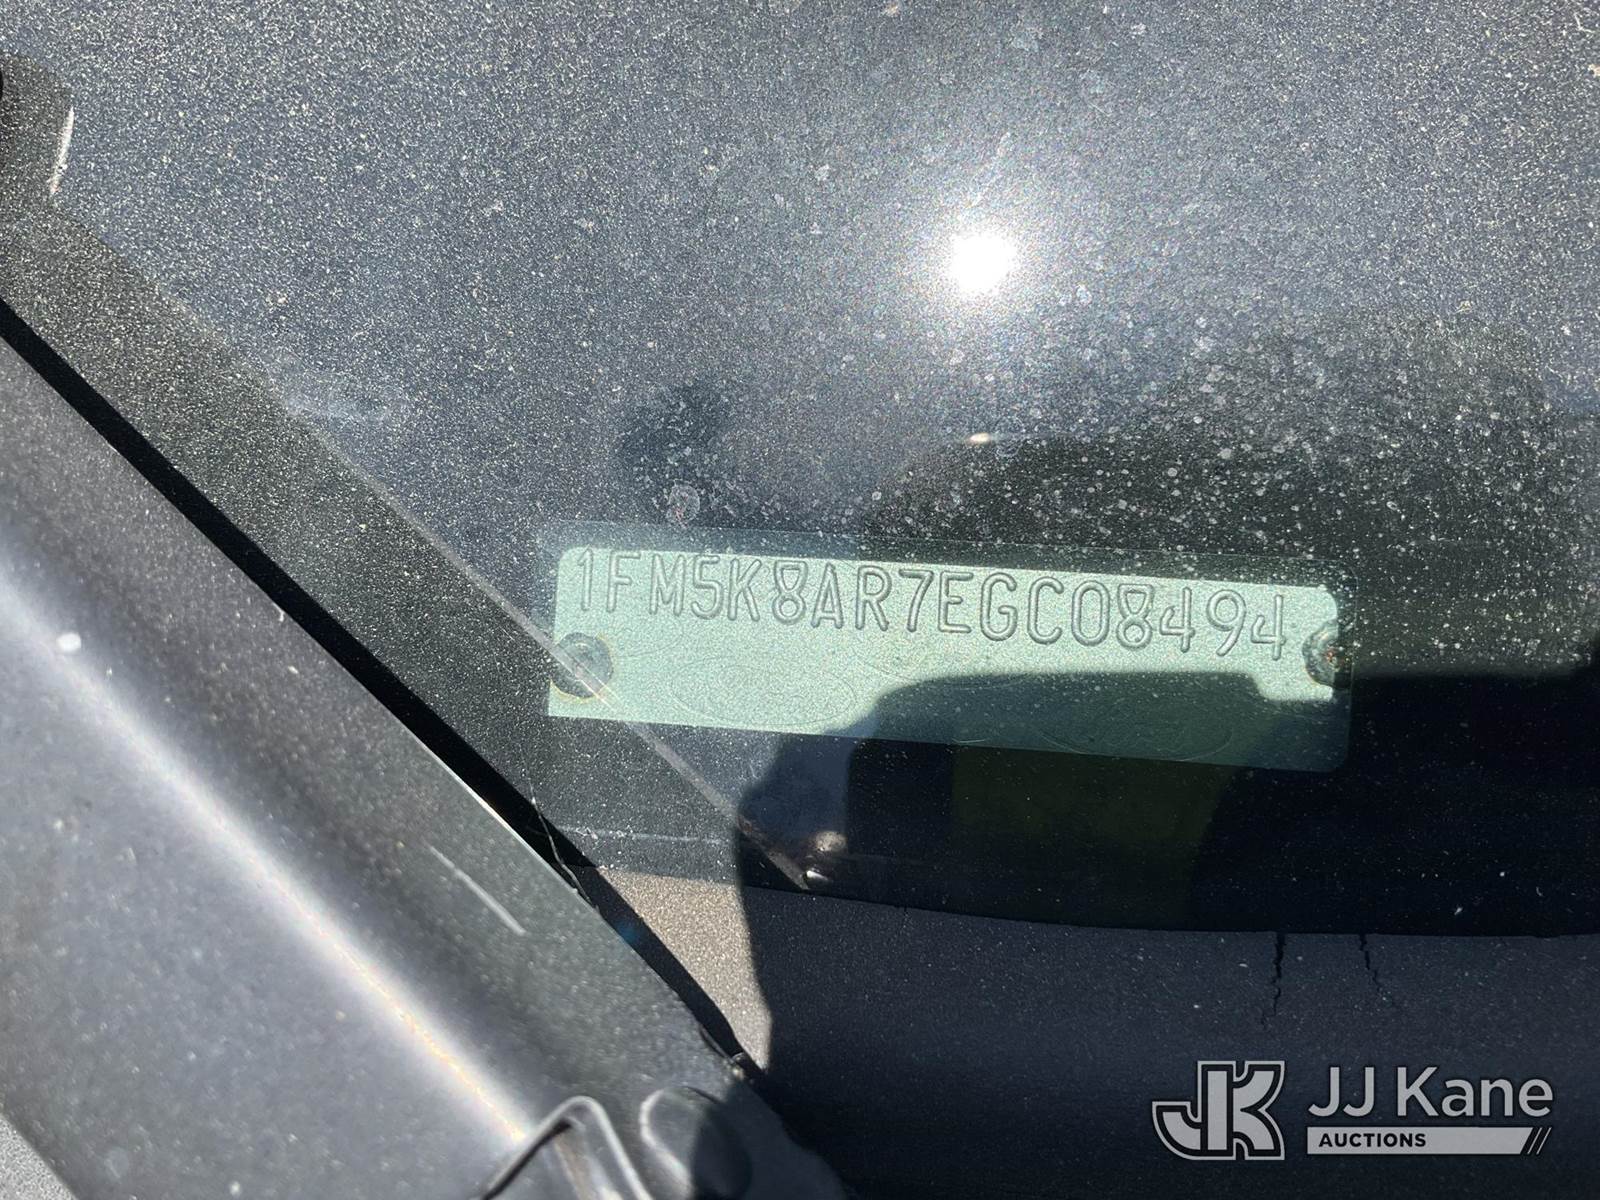 1FM5K8AR7EGC08494
JK
JJ Kane
AUCTIONS